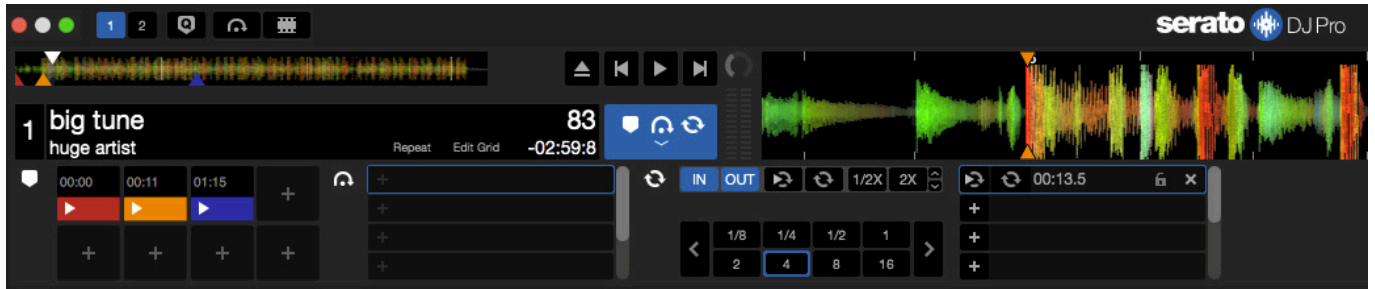 1 2
serato DJ Pro
1 big tune 83
huge artist Repeat Edit Grid -02:59:8
00:00 00:11 01:15 +
+ + + +
+
+
+
+
IN OUT 1/2X 2X
1/8 1/4 1/2 1
2 4 8 16
00:13.5 ×
+
+
+